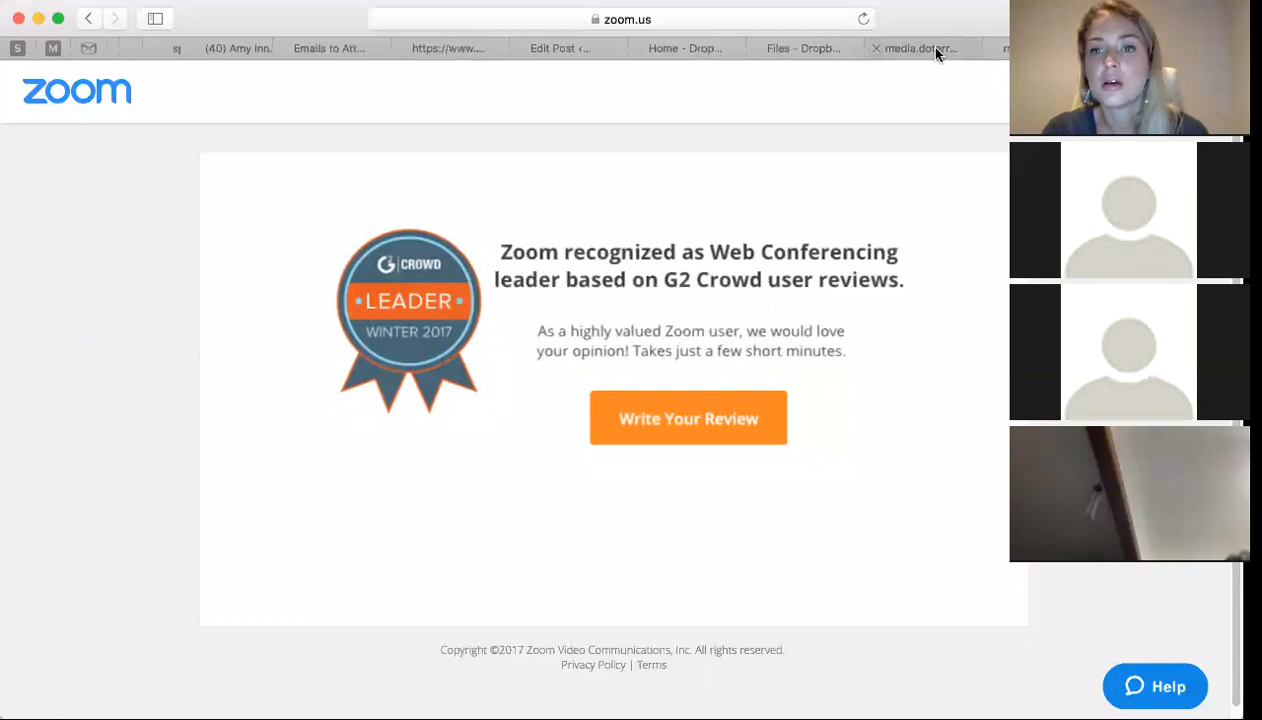 zoom.us
S
M
(40) Amy Inn.
Emails to Att...
https://www....
Edit Post ‹...
Home - Drop...
Files - Dropb...
media.doterr...
zoom
G2 CROWD
LEADER
WINTER 2017
Zoom recognized as Web Conferencing
leader based on G2 Crowd user reviews.
As a highly valued Zoom user, we would love
your opinion! Takes just a few short minutes.
Write Your Review
Copyright ©2017 Zoom Video Communications, Inc. All rights reserved.
Privacy Policy | Terms
Help